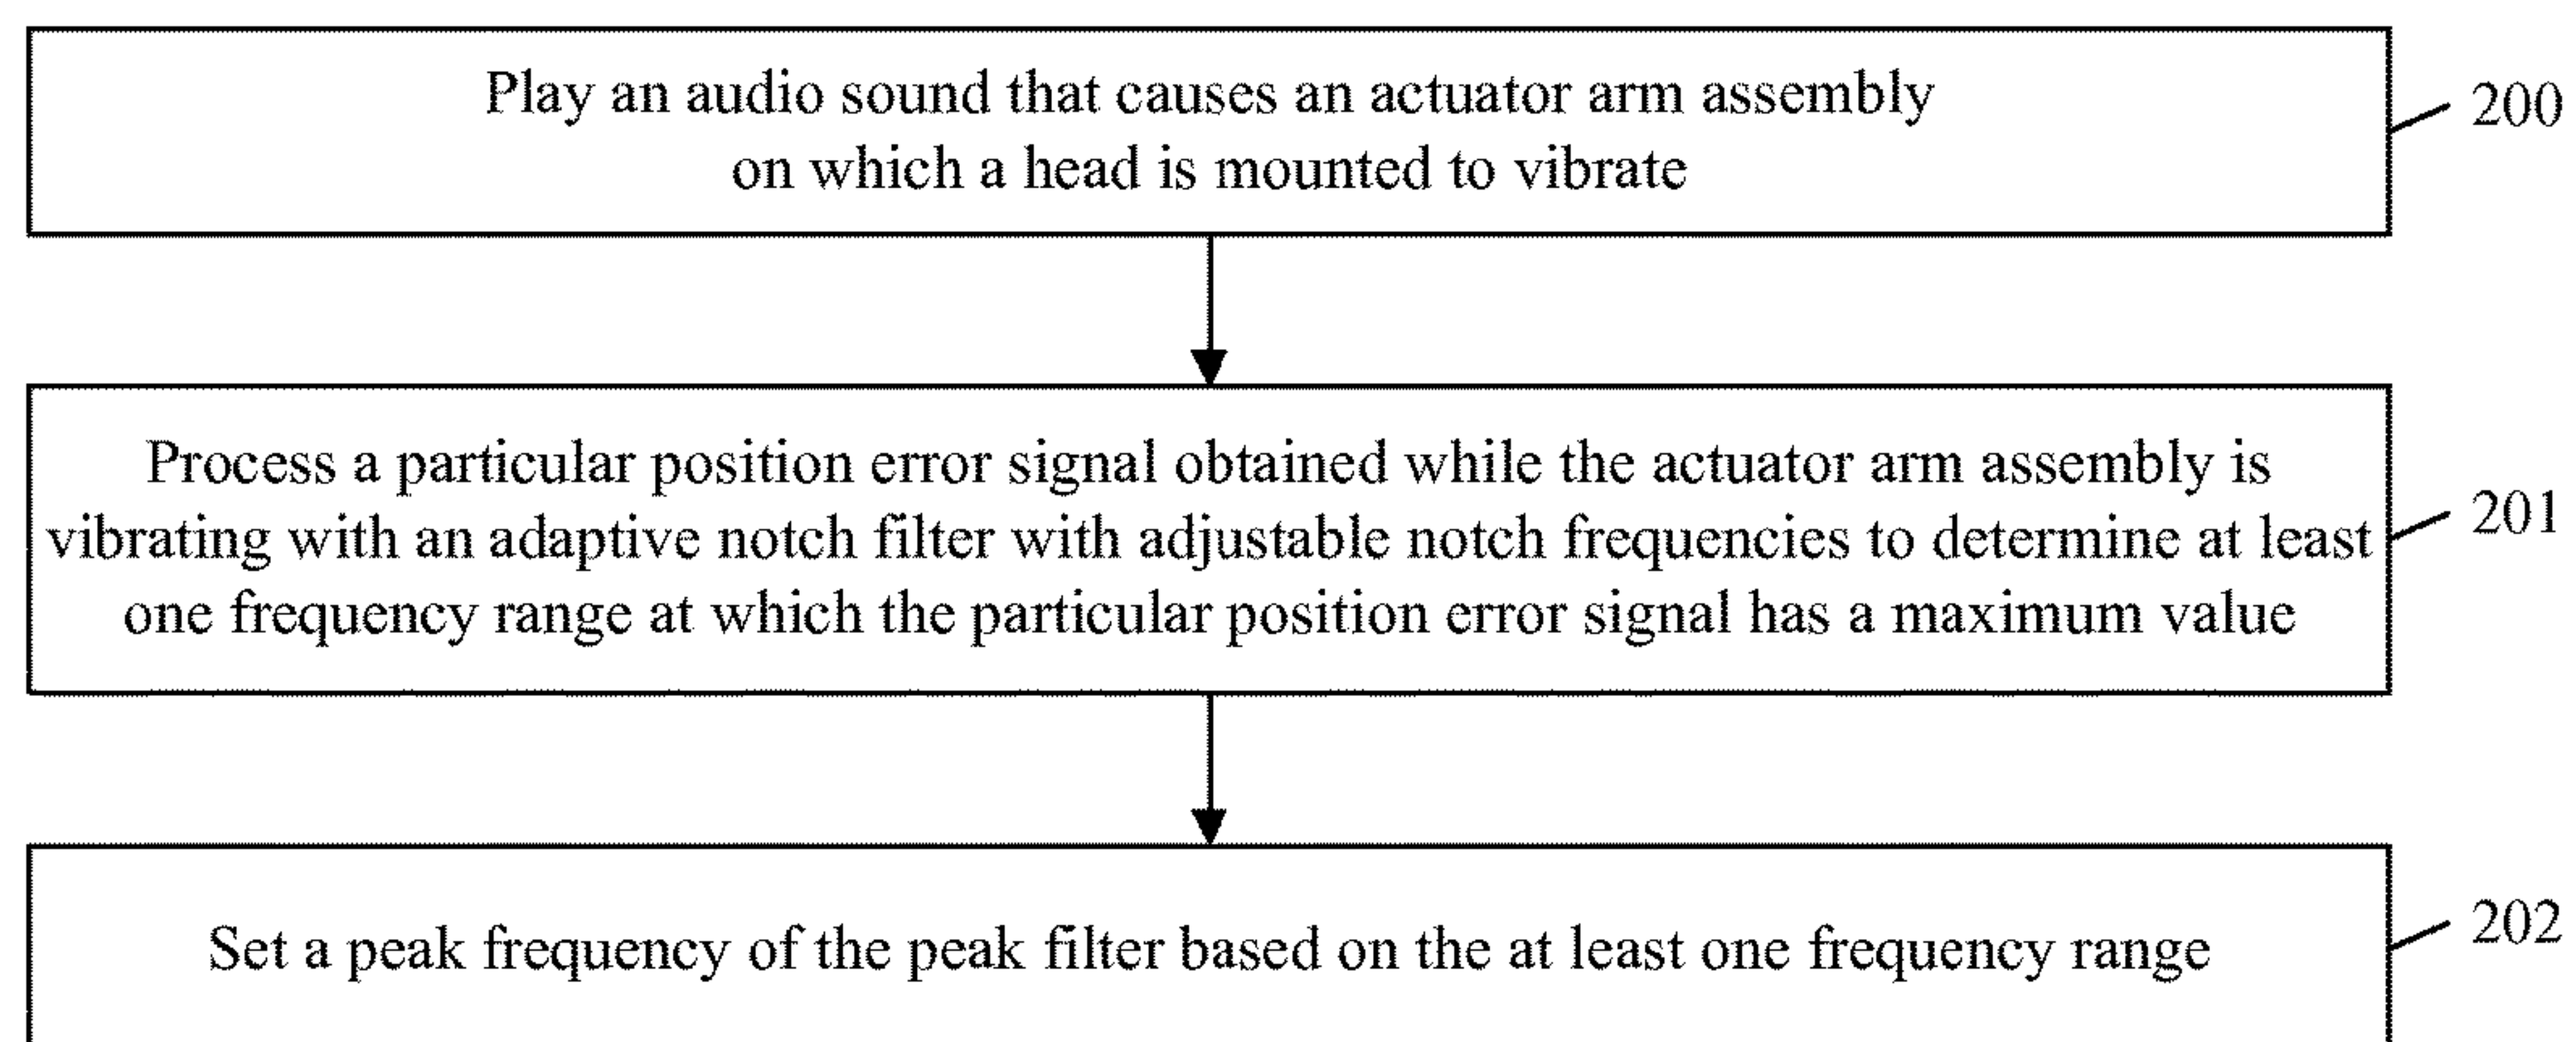 Play an audio sound that causes an actuator arm assembly
on which a head is mounted to vibrate
200
Process a particular position error signal obtained while the actuator arm assembly is
vibrating with an adaptive notch filter with adjustable notch frequencies to determine at least
one frequency range at which the particular position error signal has a maximum value
201
Set a peak frequency of the peak filter based on the at least one frequency range
202